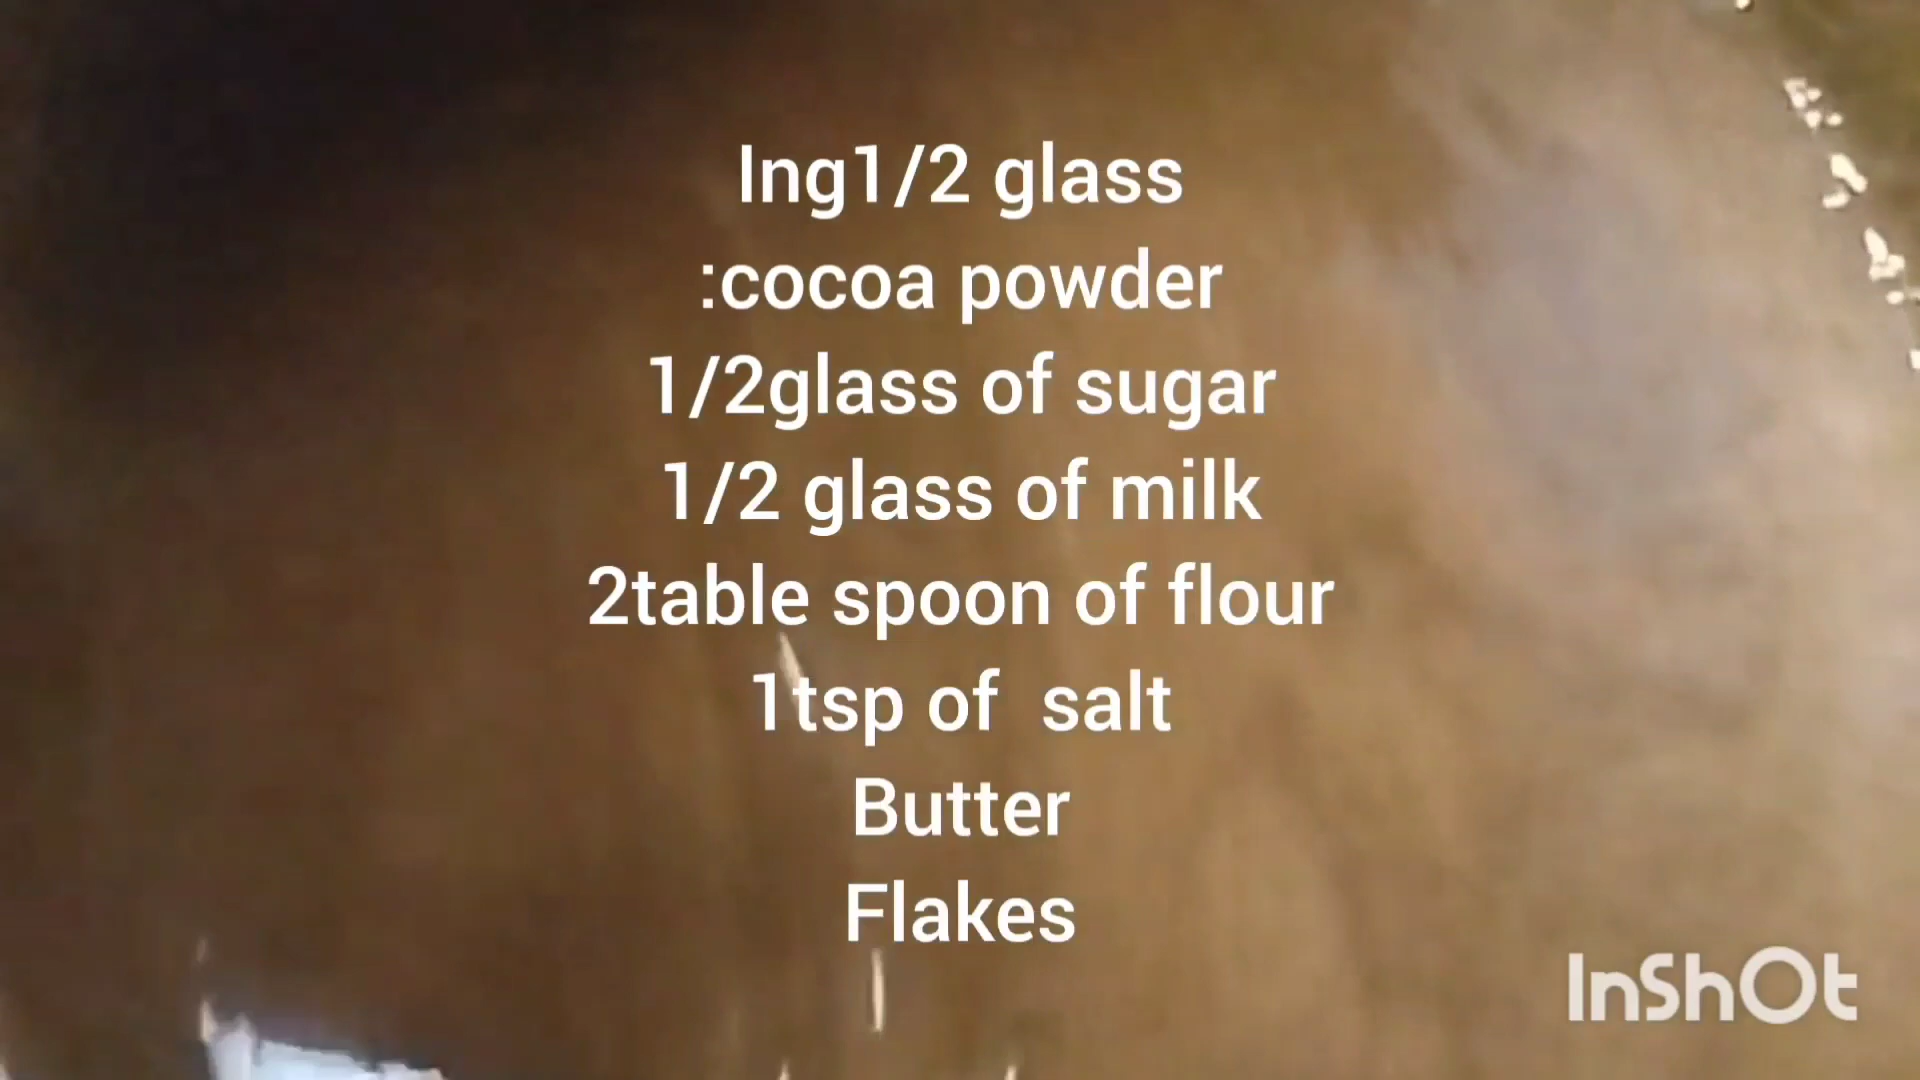 Ing1/2 glass
:cocoa powder
1/2glass of sugar
1/2 glass of milk
2table spoon of flour
1tsp of  salt
Butter
Flakes
InShOt